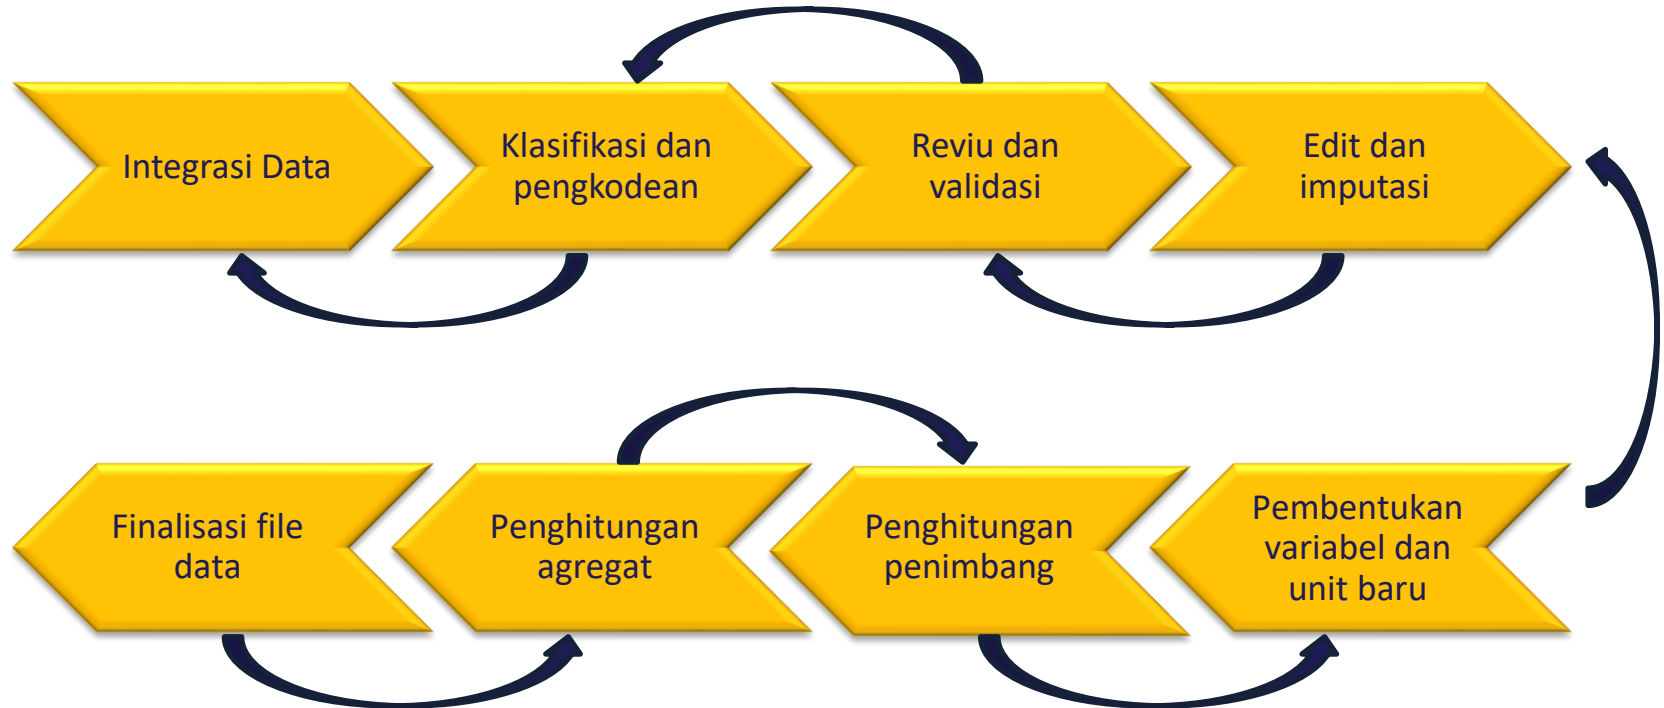 Integrasi Data
Klasifikasi dan
pengkodean
Reviu dan
validasi
Edit dan
imputasi
Finalisasi file
data
Penghitungan
agregat
Penghitungan
penimbang
Pembentukan
variabel dan
unit baru